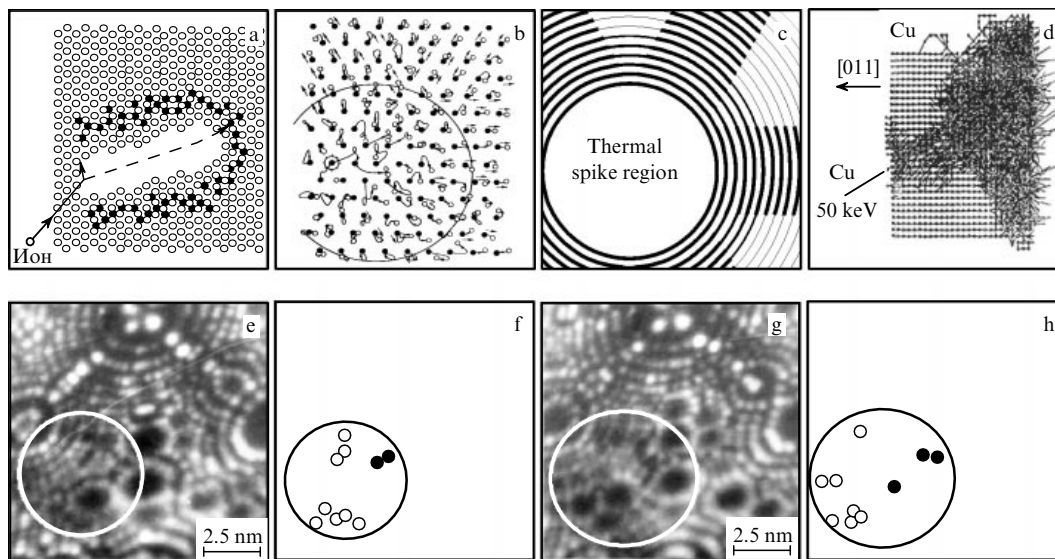 a
Ион
b
c
Thermal
spike region
d
Cu
[011]
Cu
50 keV
e
2.5 nm
f
g
2.5 nm
h